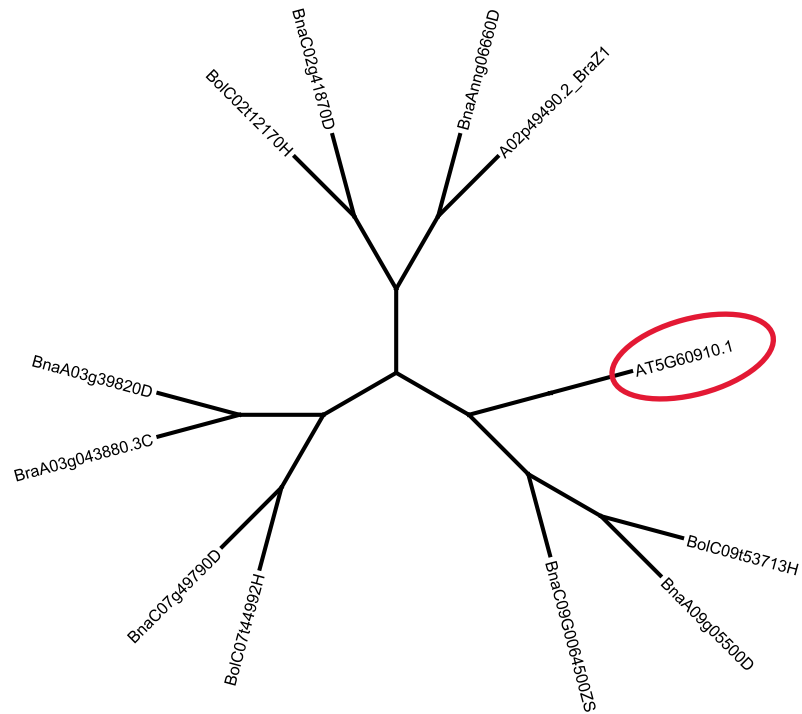 BnaC02g41870D
BnaAnng06660D
BolC02t12170H
A02p49490.2_BraZ1
AT5G60910.1
BnaA03g39820D
BraA03g043880.3C
BolC09t53713H
BnaA09g05500D
BnaC07g49790D
BolC07t44992H
BnaC09G0064500ZS